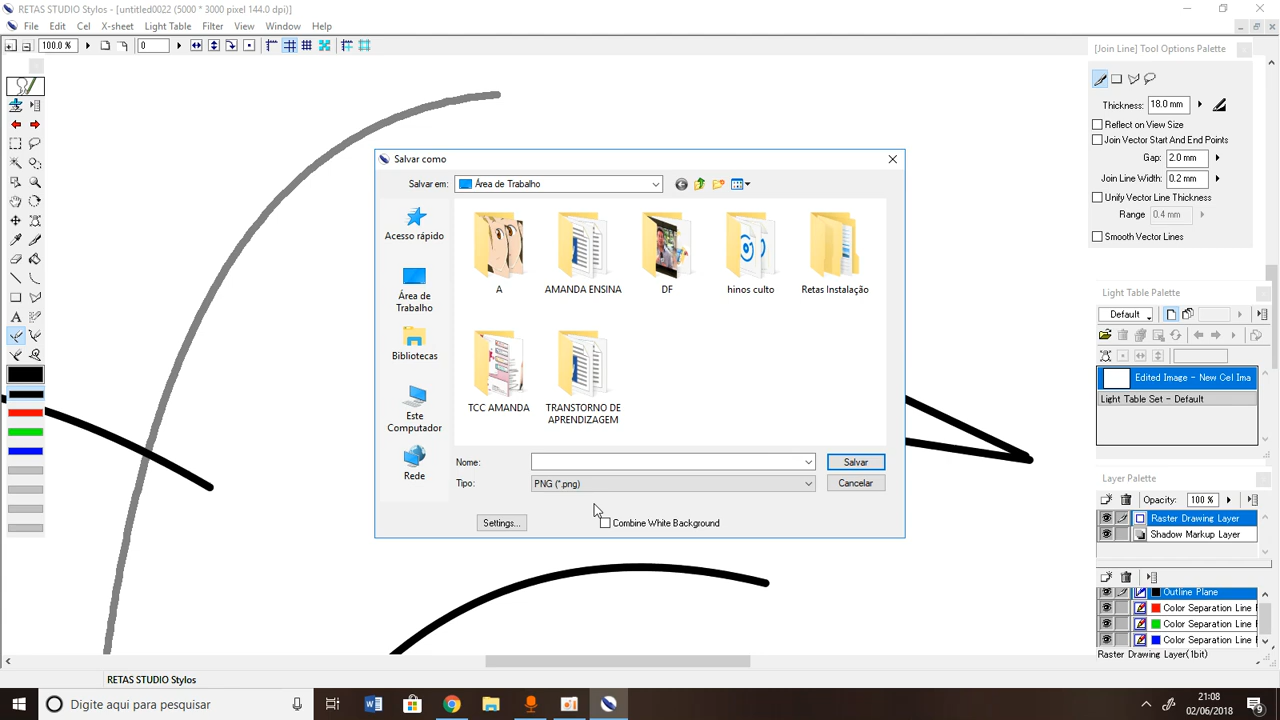 RETAS STUDIO Stylos - [untitled0022 (5000 * 3000 pixel 144.0 dpi)]
File Edit Cel X-sheet Light Table Filter View Window Help
100.0 % 0
[Join Line] Tool Options Palette
Thickness: 18.0 mm
Reflect on View Size
Join Vector Start And End Points
Gap: 2.0 mm
Join Line Width: 0.2 mm
Unify Vector Line Thickness
Range 0.4 mm
Smooth Vector Lines
Salvar como
Salvar em: Área de Trabalho
Acesso rápido
Área de Trabalho
Bibliotecas
Este Computador
Rede
A
AMANDA ENSINA
DF
hinos culto
Retas Instalação
TCC AMANDA
TRANSTORNO DE APRENDIZAGEM
Nome:
Salvar
Tipo: PNG (*.png)
Cancelar
Settings...
Combine White Background
Light Table Palette
Default
Edited Image - New Cel Ima
Light Table Set - Default
Layer Palette
Opacity: 100 %
Raster Drawing Layer
Shadow Markup Layer
Outline Plane
Color Separation Line
Color Separation Line
Color Separation Line
Raster Drawing Layer(1bit)
RETAS STUDIO Stylos
Digite aqui para pesquisar
21:08
02/06/2018